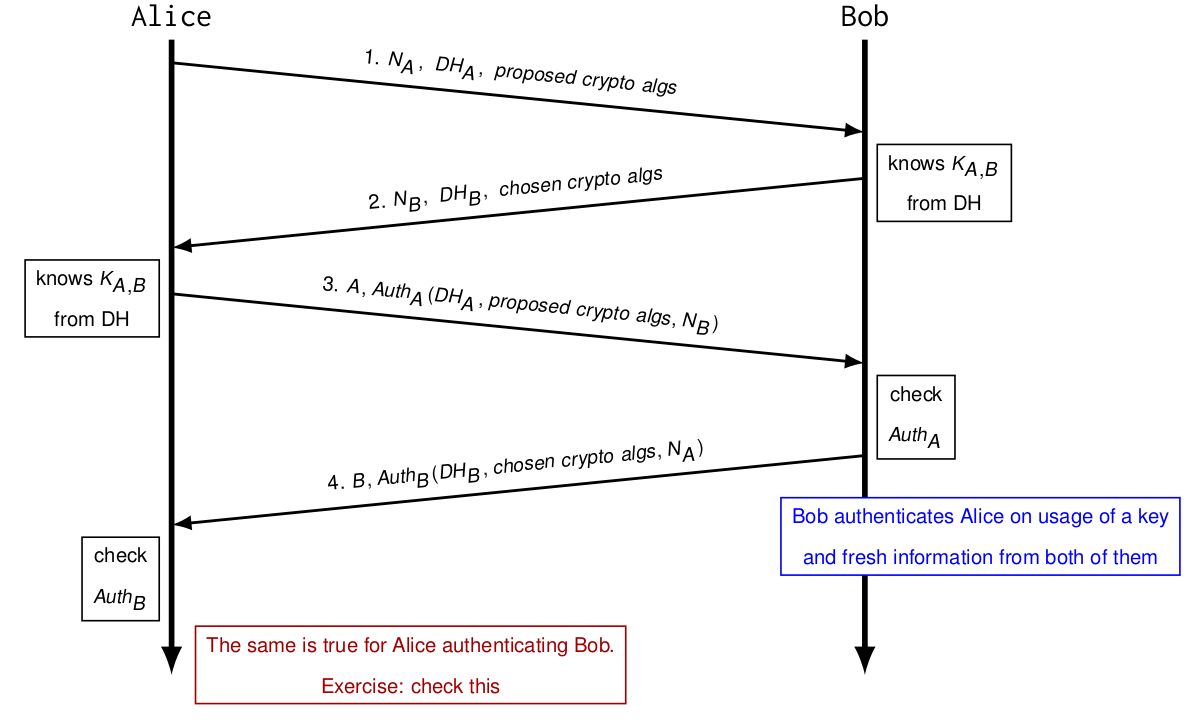 Alice
Bob
1. N_A, DH_A, proposed crypto algs
knows K_A,B
from DH
2. N_B, DH_B, chosen crypto algs
knows K_A,B
from DH
3. A, Auth_A(DH_A, proposed crypto algs, N_B)
check
Auth_A
4. B, Auth_B(DH_B, chosen crypto algs, N_A)
Bob authenticates Alice on usage of a key
and fresh information from both of them
check
Auth_B
The same is true for Alice authenticating Bob.
Exercise: check this